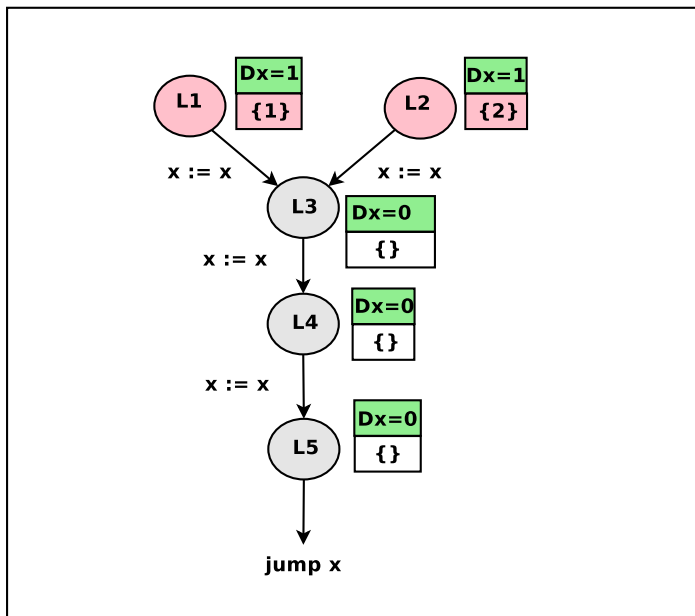 Dx=1
Dx=1
L1
L2
{1}
{2}
x := x
x := x
L3
Dx=0
{}
x := x
Dx=0
L4
{}
x := x
Dx=0
L5
{}
jump x